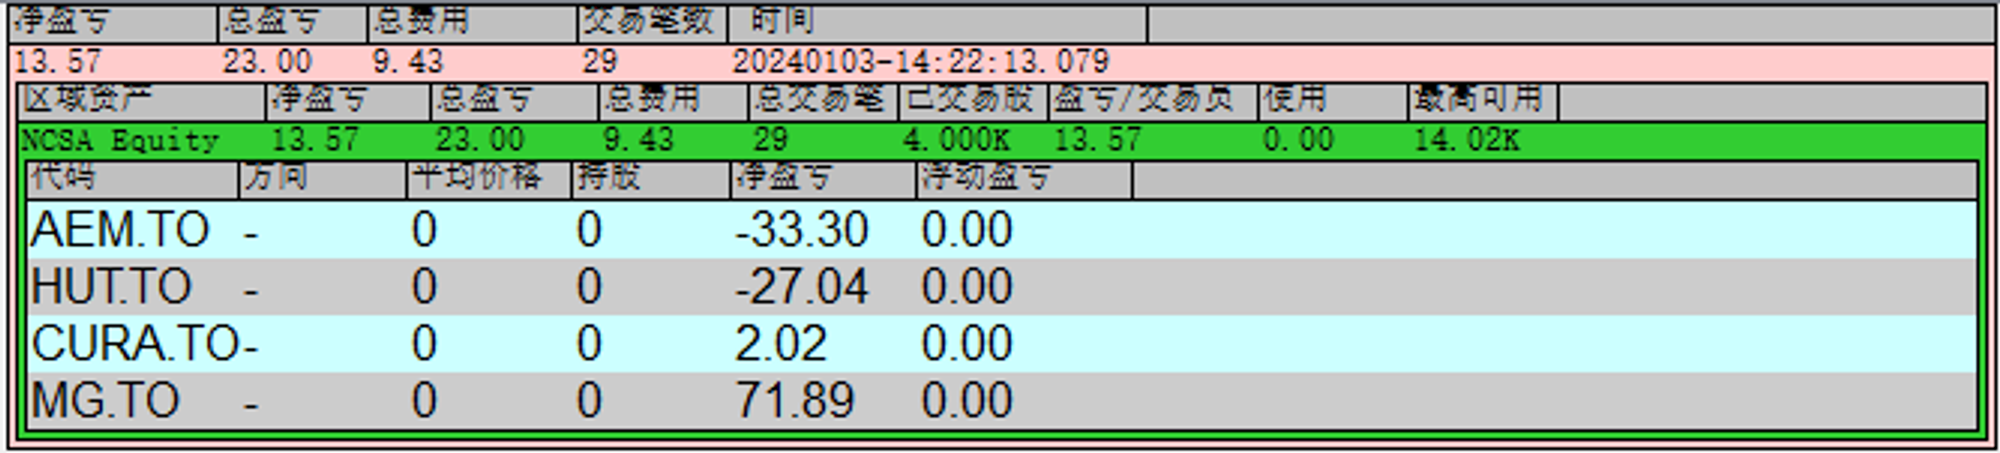 净盈亏 总盈亏 总费用 交易笔数 时间
13.57 23.00 9.43 29 20240103-14:22:13.079
区域资产 净盈亏 总盈亏 总费用 总交易笔 已交易股 盈亏/交易员 使用 最高可用
NCSA Equity 13.57 23.00 9.43 29 4.000K 13.57 0.00 14.02K
代码 方向 平均价格 持股 净盈亏 浮动盈亏
AEM.TO - 0 0 -33.30 0.00
HUT.TO - 0 0 -27.04 0.00
CURA.TO - 0 0 2.02 0.00
MG.TO - 0 0 71.89 0.00